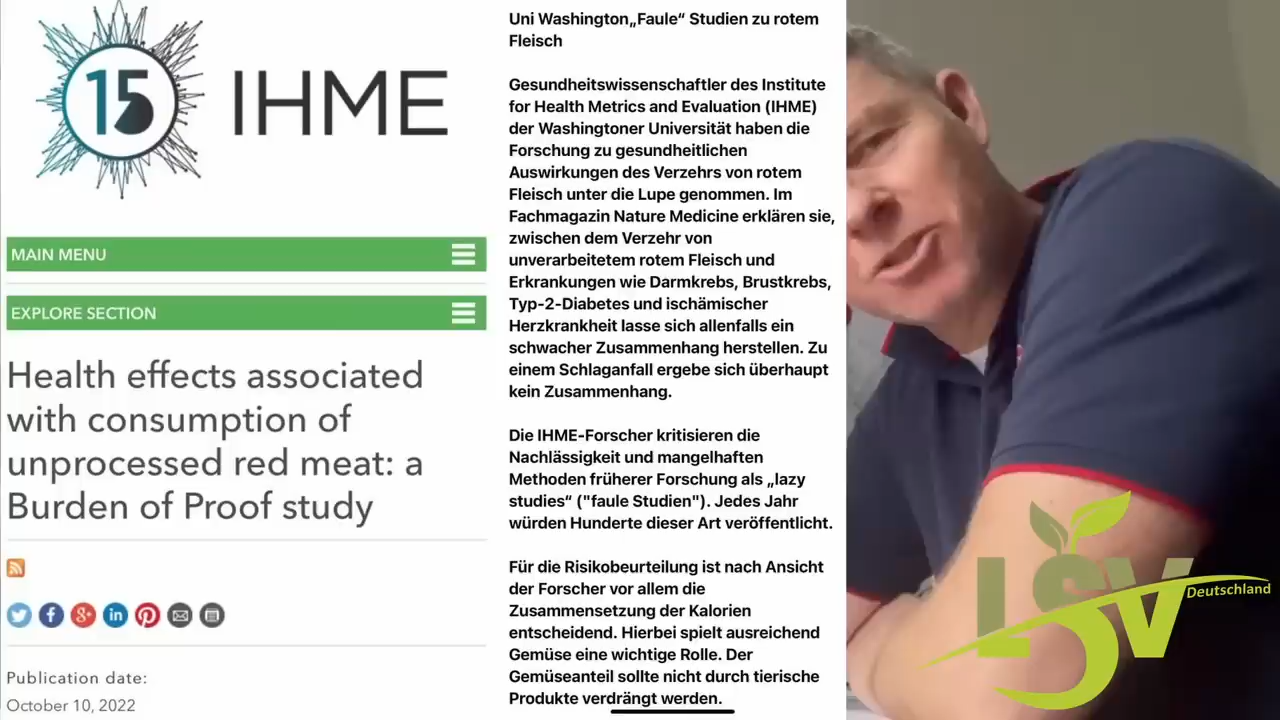 15 IHME
MAIN MENU
EXPLORE SECTION
Health effects associated
with consumption of
unprocessed red meat: a
Burden of Proof study
Publication date:
October 10, 2022
Uni Washington„Faule“ Studien zu rotem
Fleisch
Gesundheitswissenschaftler des Institute
for Health Metrics and Evaluation (IHME)
der Washingtoner Universität haben die
Forschung zu gesundheitlichen
Auswirkungen des Verzehrs von rotem
Fleisch unter die Lupe genommen. Im
Fachmagazin Nature Medicine erklären sie,
zwischen dem Verzehr von
unverarbeitetem rotem Fleisch und
Erkrankungen wie Darmkrebs, Brustkrebs,
Typ-2-Diabetes und ischämischer
Herzkrankheit lasse sich allenfalls ein
schwacher Zusammenhang herstellen. Zu
einem Schlaganfall ergebe sich überhaupt
kein Zusammenhang.
Die IHME-Forscher kritisieren die
Nachlässigkeit und mangelhaften
Methoden früherer Forschung als „lazy
studies“ ("faule Studien"). Jedes Jahr
würden Hunderte dieser Art veröffentlicht.
Für die Risikobeurteilung ist nach Ansicht
der Forscher vor allem die
Zusammensetzung der Kalorien
entscheidend. Hierbei spielt ausreichend
Gemüse eine wichtige Rolle. Der
Gemüseanteil sollte nicht durch tierische
Produkte verdrängt werden.
LSV
Deutschland